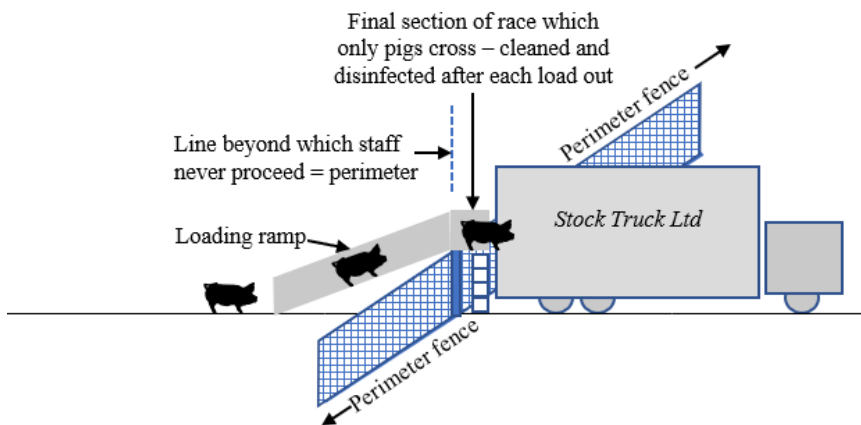 Final section of race which
only pigs cross – cleaned and
disinfected after each load out
Perimeter fence
Line beyond which staff
never proceed = perimeter
Stock Truck Ltd
Loading ramp
Perimeter fence